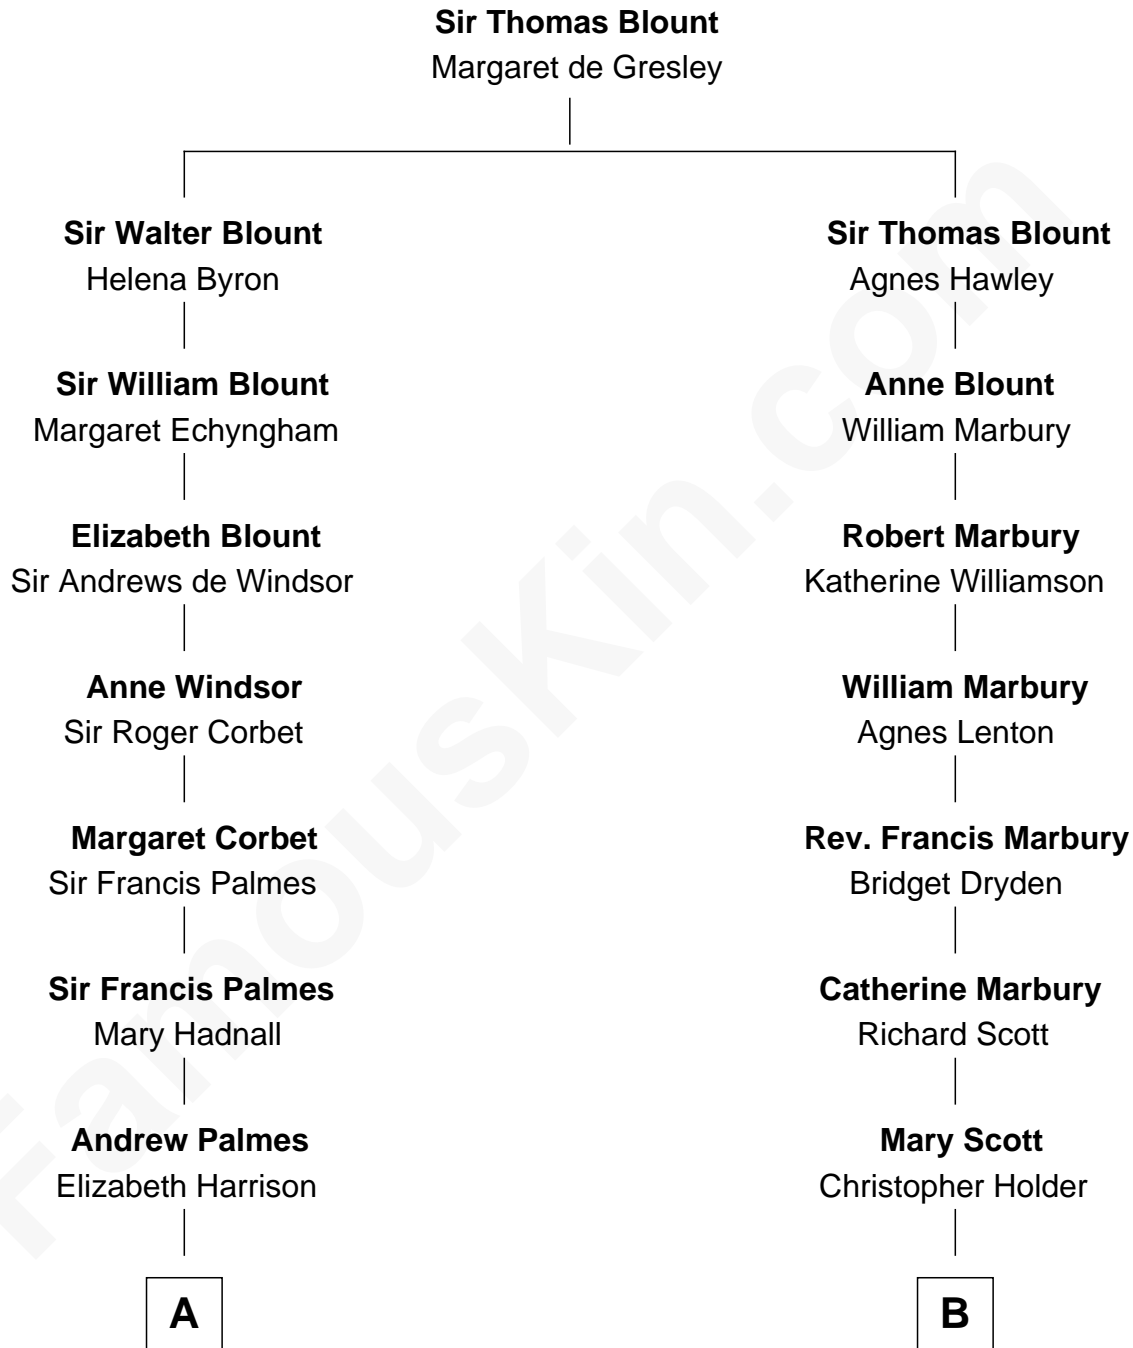 Sir Thomas Blount
Margaret de Gresley
Sir Walter Blount
Helena Byron
Sir Thomas Blount
Agnes Hawley
Sir William Blount
Margaret Echyngham
Anne Blount
William Marbury
Elizabeth Blount
Sir Andrews de Windsor
Robert Marbury
Katherine Williamson
Anne Windsor
Sir Roger Corbet
William Marbury
Agnes Lenton
Margaret Corbet
Sir Francis Palmes
Rev. Francis Marbury
Bridget Dryden
Sir Francis Palmes
Mary Hadnall
Catherine Marbury
Richard Scott
Andrew Palmes
Elizabeth Harrison
Mary Scott
Christopher Holder
A
B
FamousKin.com